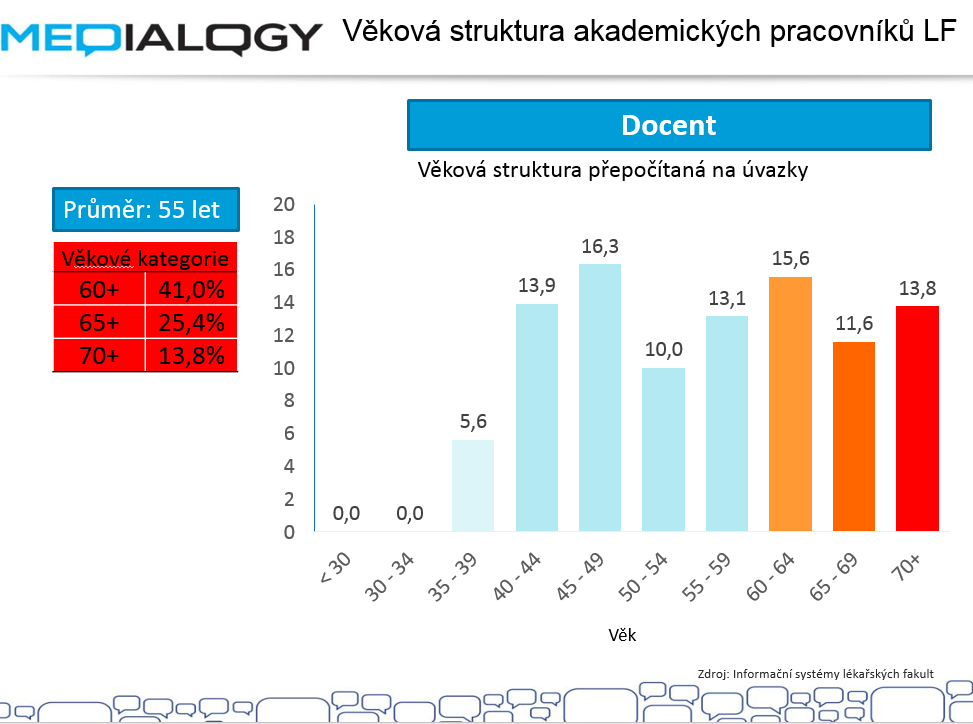 MEDIALOGY
Věková struktura akademických pracovníků LF
Docent
Věková struktura přepočítaná na úvazky
Průměr: 55 let
Věkové kategorie
60+ 41,0%
65+ 25,4%
70+ 13,8%
20
18
16
14
12
10
8
6
4
2
0
0,0 0,0 5,6 13,9 16,3 10,0 13,1 15,6 11,6 13,8
< 30 30 - 34 35 - 39 40 - 44 45 - 49 50 - 54 55 - 59 60 - 64 65 - 69 70+
Věk
Zdroj: Informační systémy lékařských fakult